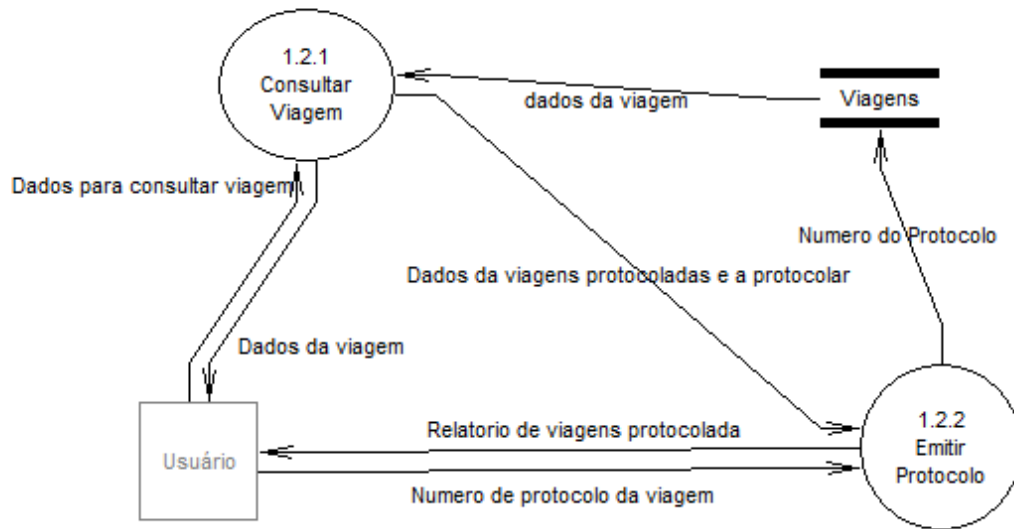 1.2.1
Consultar
Viagem
dados da viagem
Viagens
Dados para consultar viagem
Numero do Protocolo
Dados da viagens protocoladas e a protocolar
Dados da viagem
Usuário
Relatorio de viagens protocolada
Numero de protocolo da viagem
1.2.2
Emitir
Protocolo